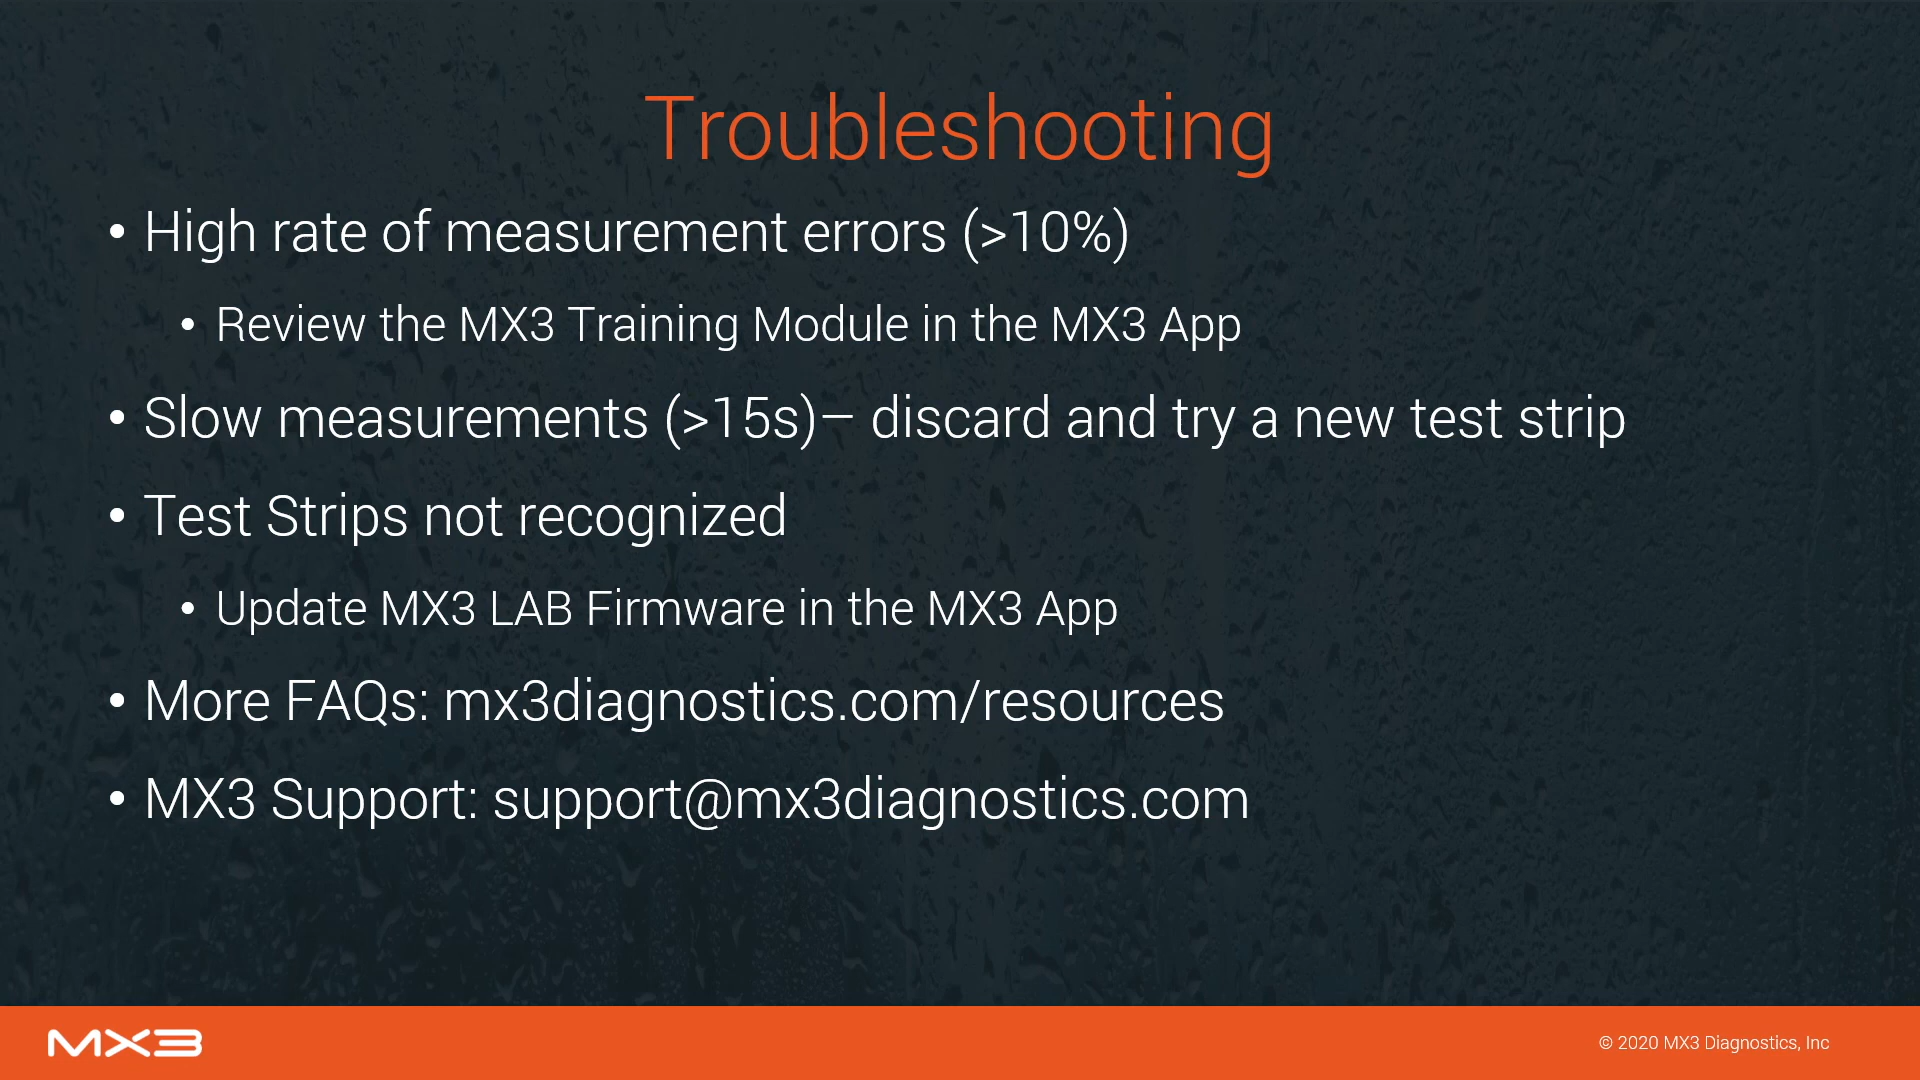 Troubleshooting
• High rate of measurement errors (>10%)
• Review the MX3 Training Module in the MX3 App
• Slow measurements (>15s)– discard and try a new test strip
• Test Strips not recognized
• Update MX3 LAB Firmware in the MX3 App
• More FAQs: mx3diagnostics.com/resources
• MX3 Support: support@mx3diagnostics.com
MX3
© 2020 MX3 Diagnostics, Inc